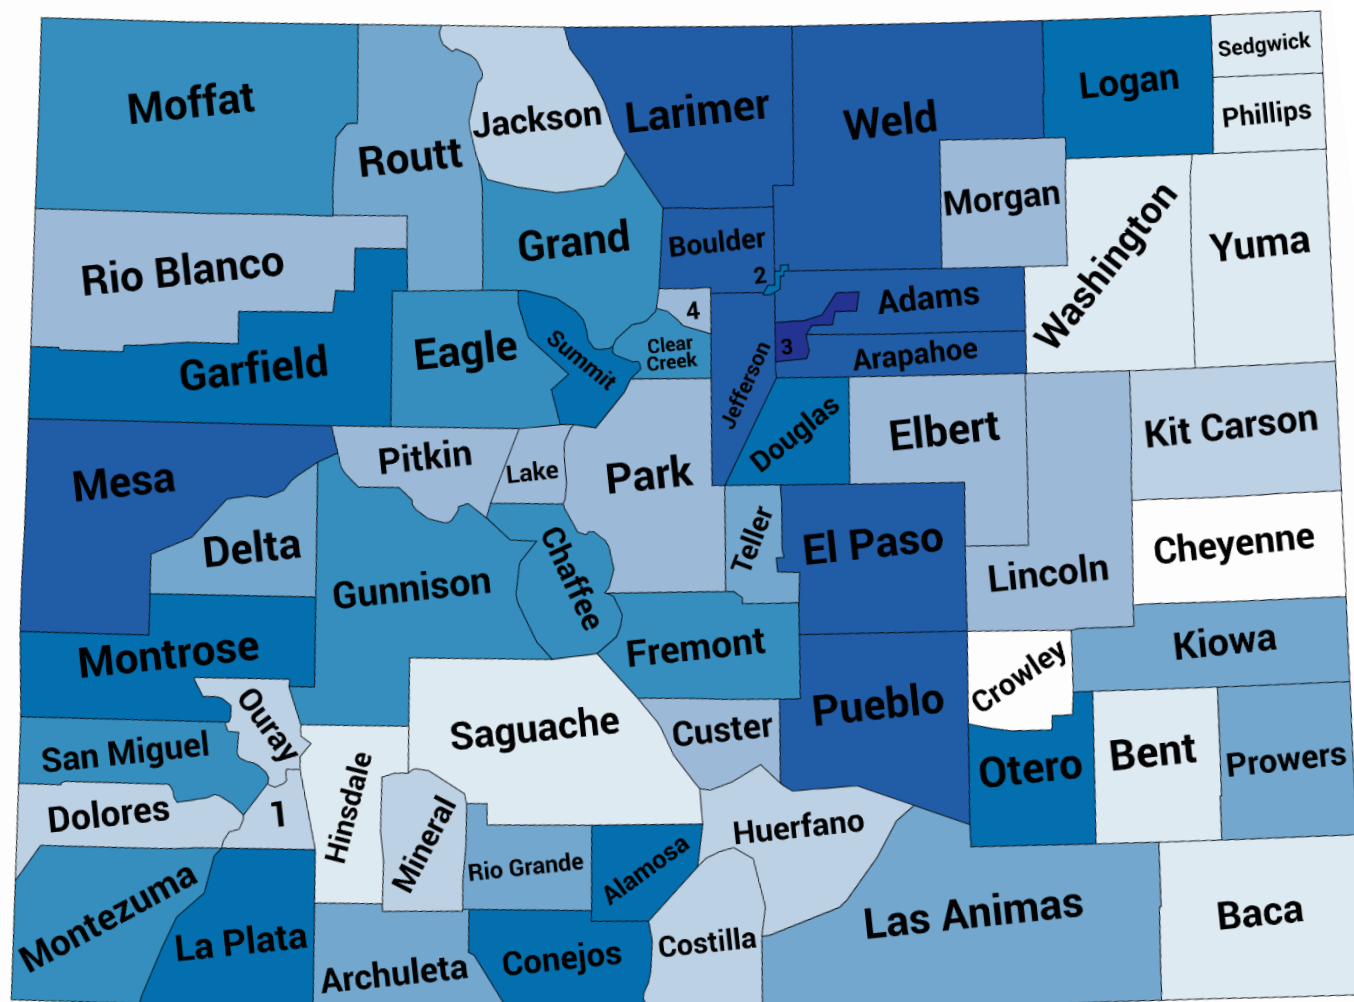 Moffat
Routt
Jackson
Larimer
Weld
Logan
Sedgwick
Phillips
Morgan
Washington
Yuma
Rio Blanco
Grand
Boulder
2
Garfield
Eagle
Summit
4
Clear
Creek
Jefferson
3
Adams
Arapahoe
Mesa
Pitkin
Lake
Park
Douglas
Elbert
Kit Carson
Delta
Gunnison
Chaffee
Teller
El Paso
Lincoln
Cheyenne
Montrose
Ouray
Fremont
Crowley
Kiowa
San Miguel
Saguache
Custer
Pueblo
Otero
Bent
Prowers
Dolores
1
Hinsdale
Mineral
Rio Grande
Alamosa
Huerfano
Montezuma
La Plata
Archuleta
Conejos
Costilla
Las Animas
Baca